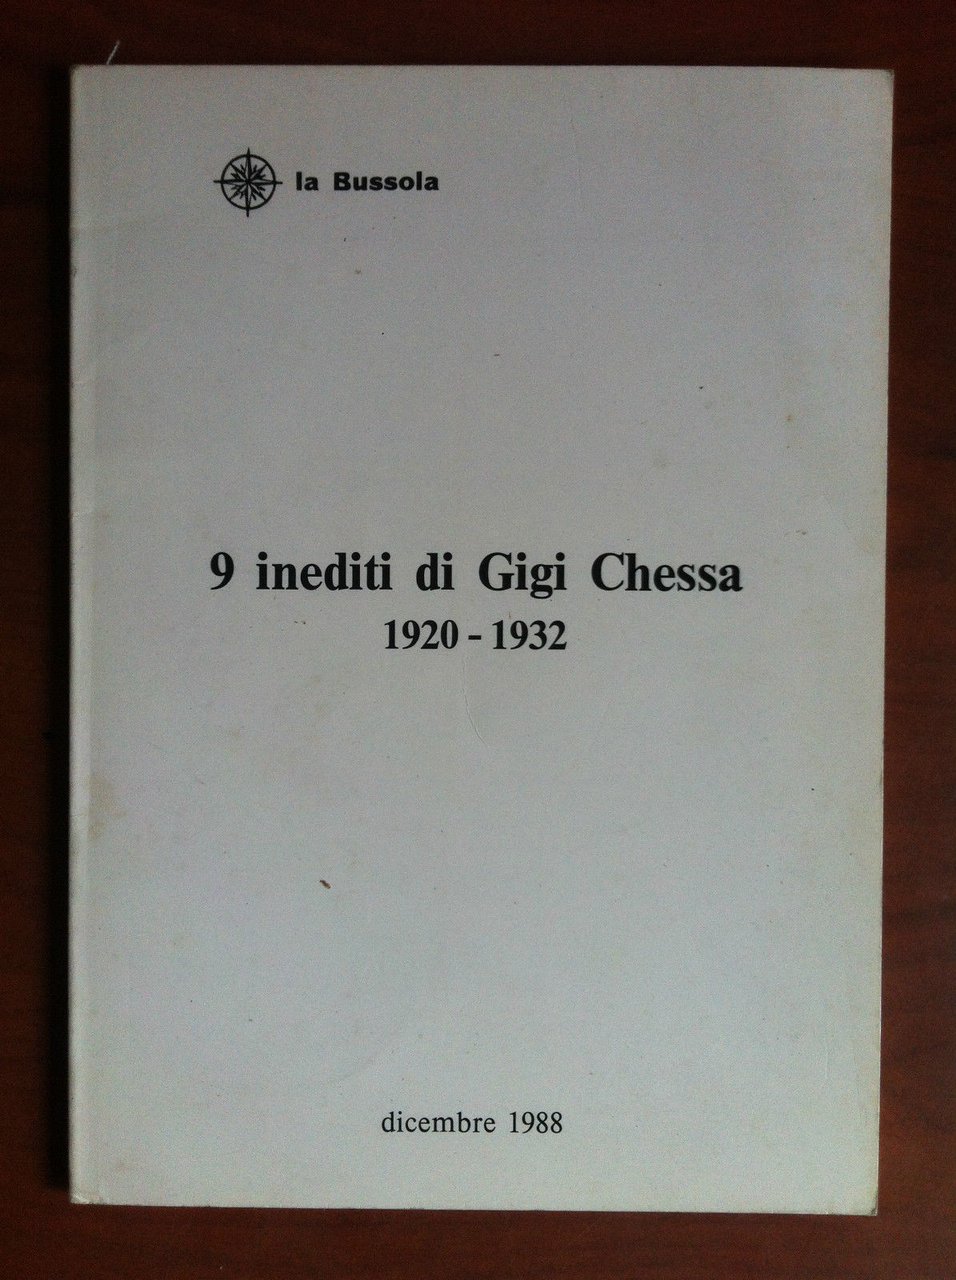 la Bussola
9 inediti di Gigi Chessa
1920 - 1932
dicembre 1988